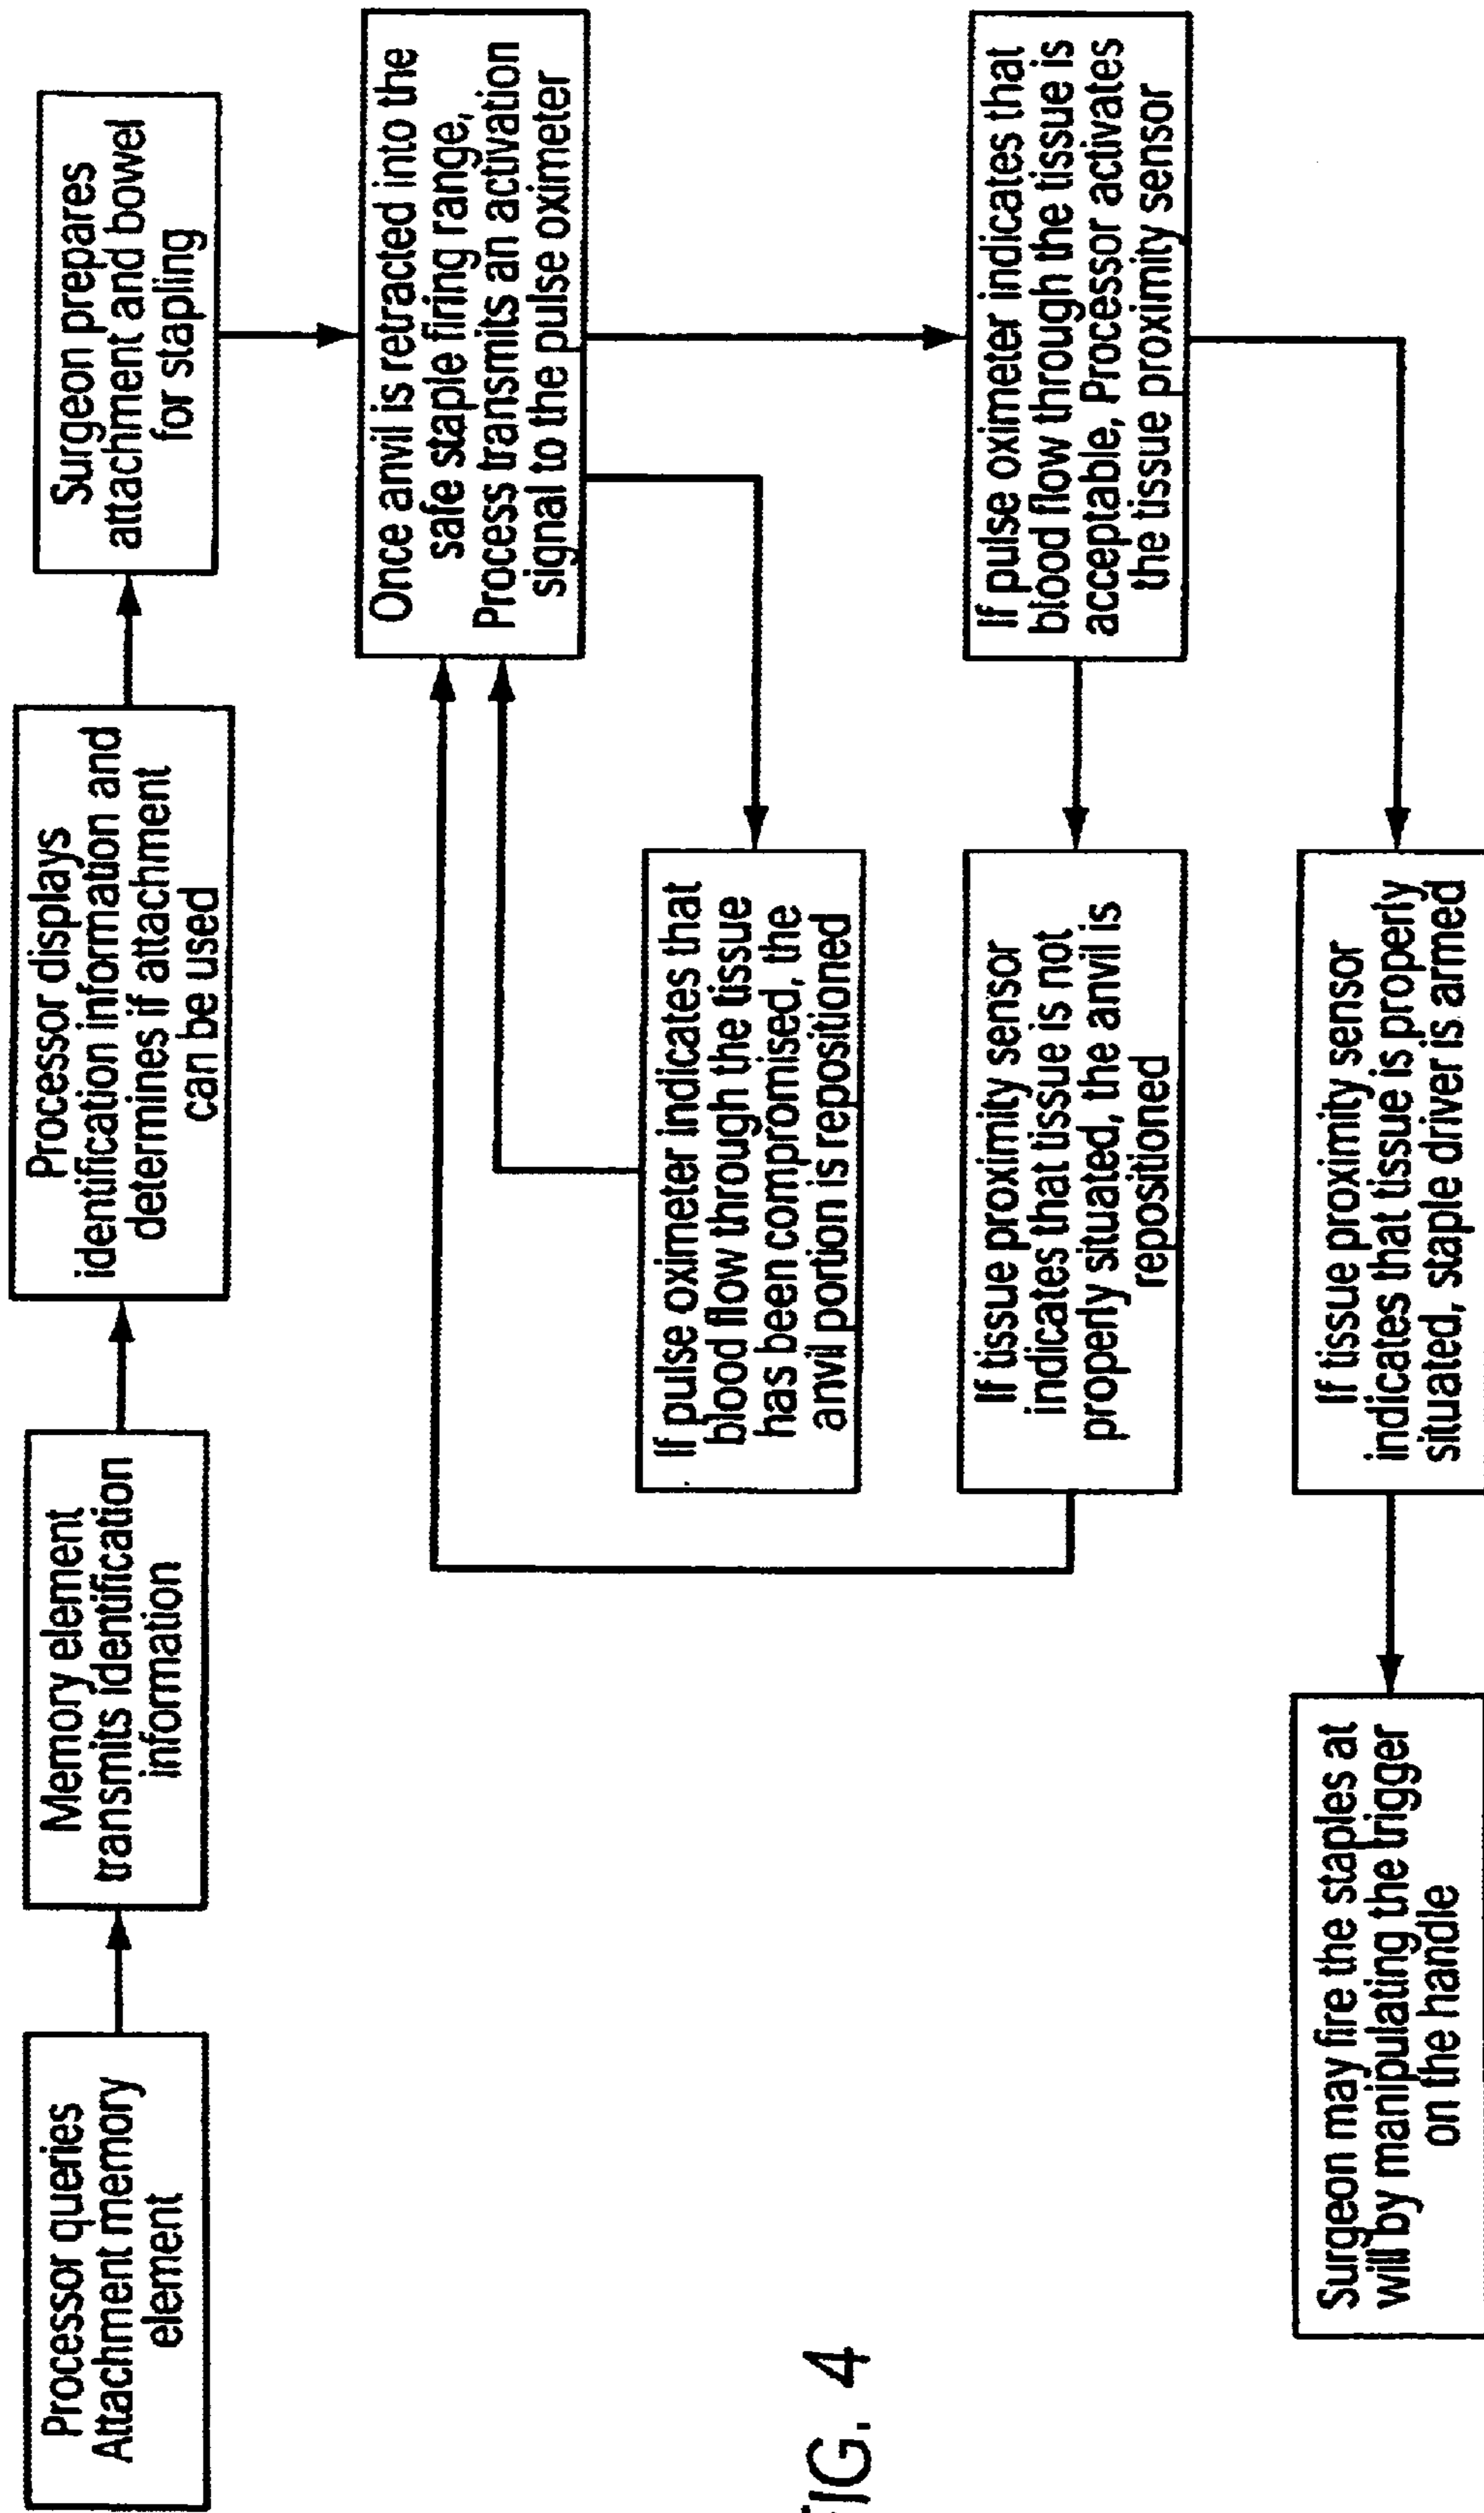 Processor queries
Attachment memory
element
Memory element
transmits identification
information
Processor displays
identification information and
determines if attachment
can be used
Surgeon prepares
attachment and bowel
for stapling
Once anvil is retracted into the
safe staple firing range,
Process transmits an activation
signal to the pulse oximeter
If pulse oximeter indicates that
blood flow through the tissue
has been compromised, the
anvil portion is repositioned
If pulse oximeter indicates that
blood flow through the tissue is
acceptable, Processor activates
the tissue proximity sensor
If tissue proximity sensor
indicates that tissue is not
properly situated, the anvil is
repositioned
If tissue proximity sensor
indicates that tissue is properly
situated, staple driver is armed
Surgeon may fire the staples at
will by manipulating the trigger
on the handle
FIG. 4